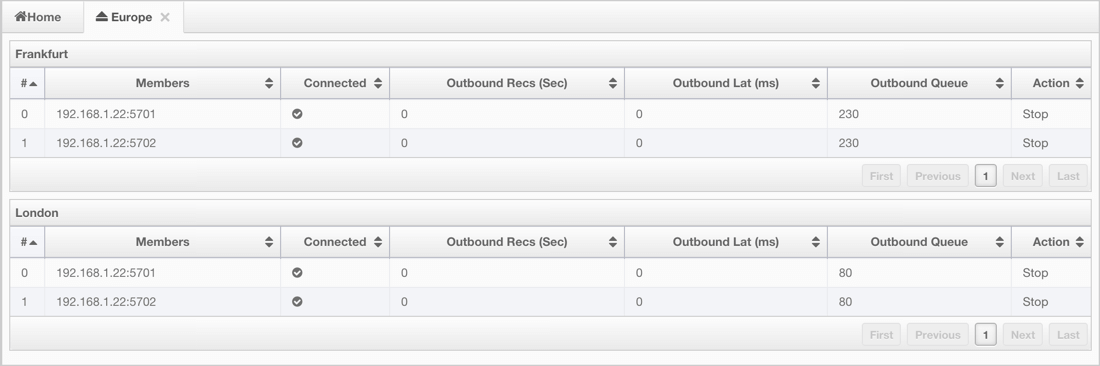 Home Europe
Frankfurt
# Members Connected Outbound Recs (Sec) Outbound Lat (ms) Outbound Queue Action
0 192.168.1.22:5701 0 0 230 Stop
1 192.168.1.22:5702 0 0 230 Stop
First Previous 1 Next Last
London
# Members Connected Outbound Recs (Sec) Outbound Lat (ms) Outbound Queue Action
0 192.168.1.22:5701 0 0 80 Stop
1 192.168.1.22:5702 0 0 80 Stop
First Previous 1 Next Last